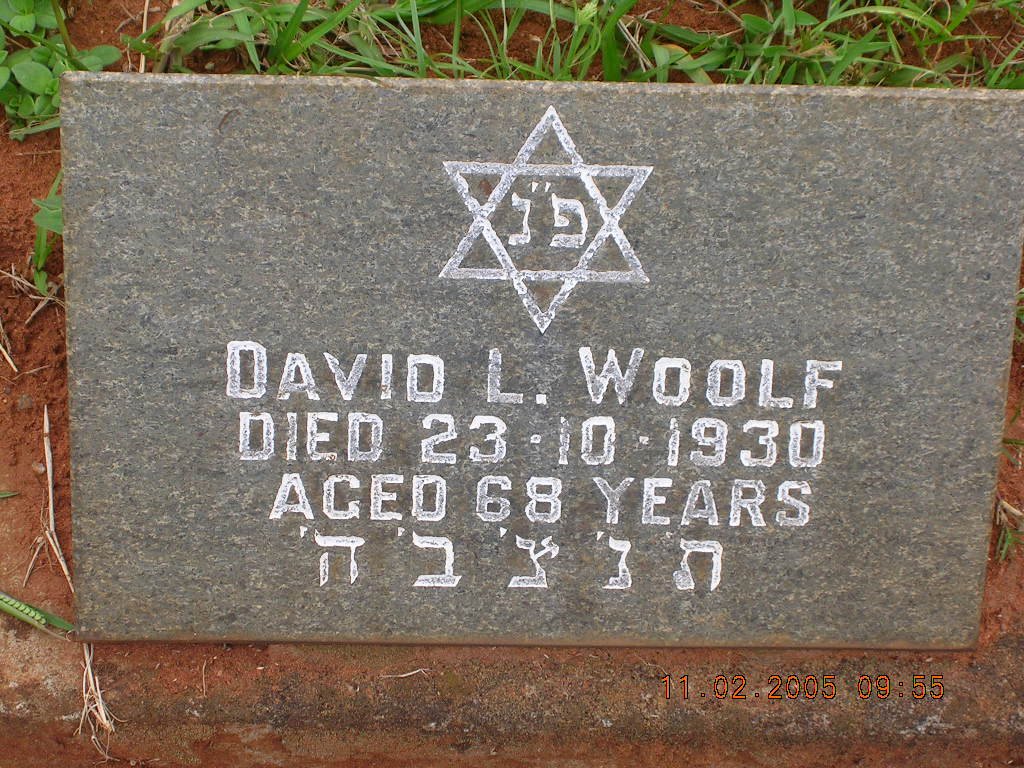 פ"נ
DAVID L. WOOLF
DIED 23·10·1930
AGED 68 YEARS
ת' נ' צ' ב' ה'
11.02.2005 09:55